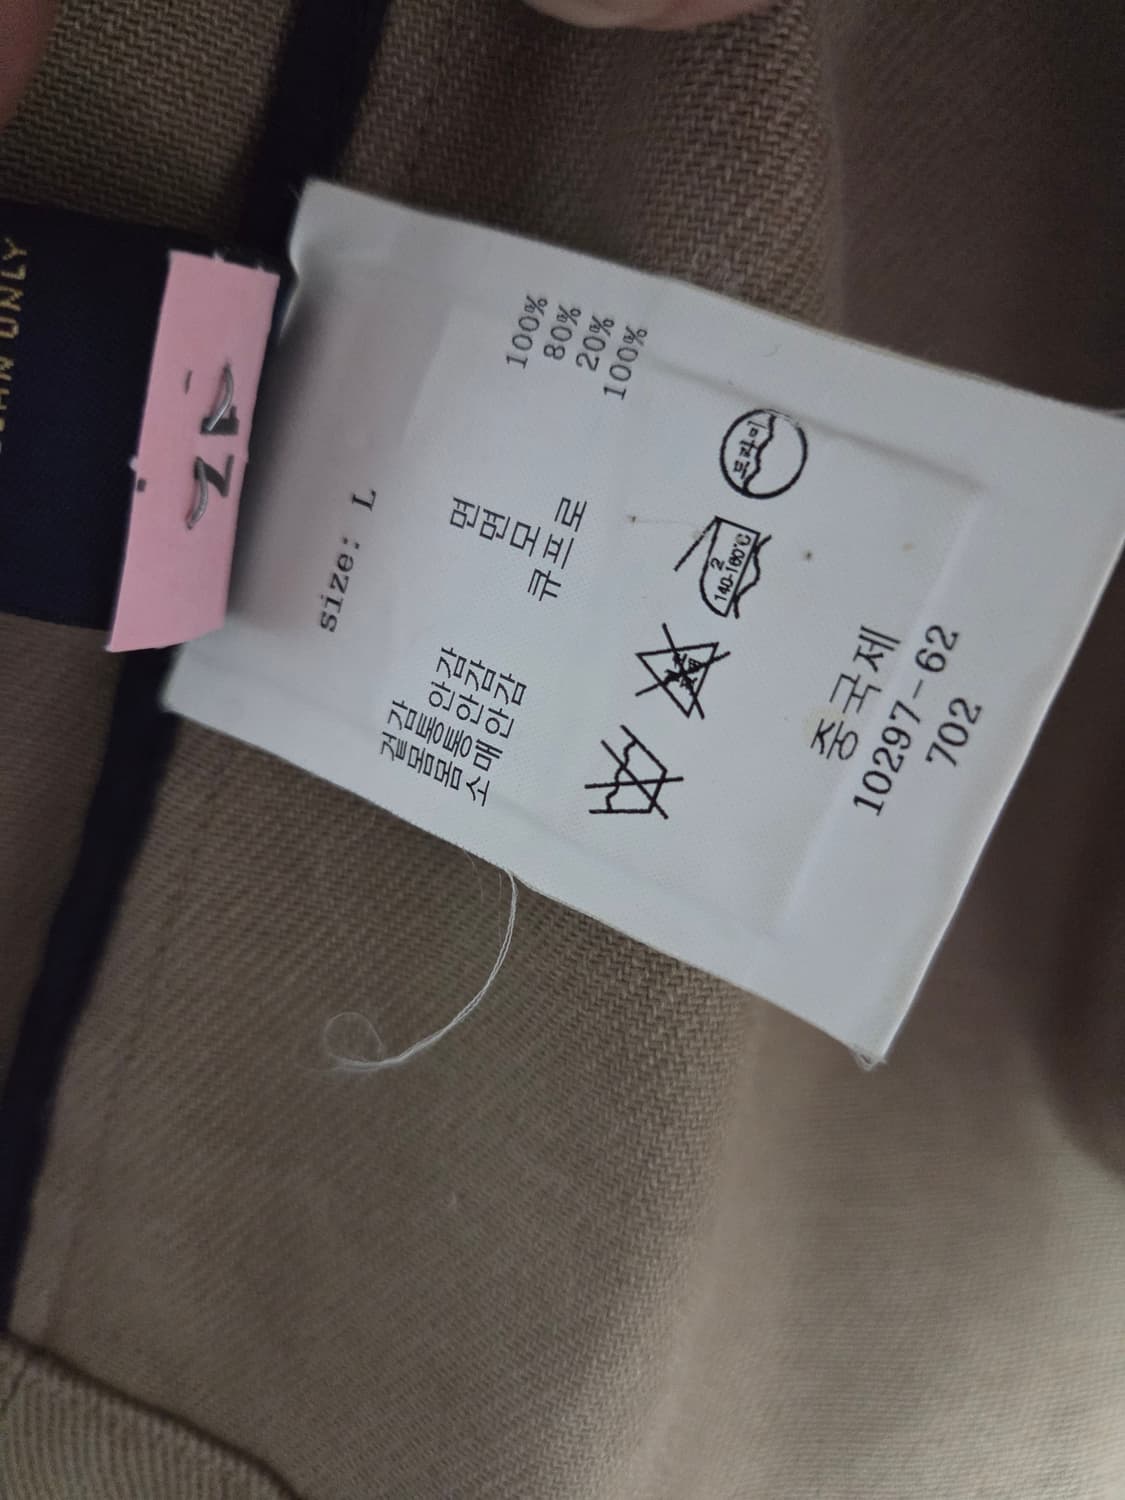 size: L
겉감 면 100%
몸통안감 면 80%
몸통안감 모 20%
소매안감 큐프로 100%
드라이
2
140-160℃
중국제
10297-62
702
ONLY